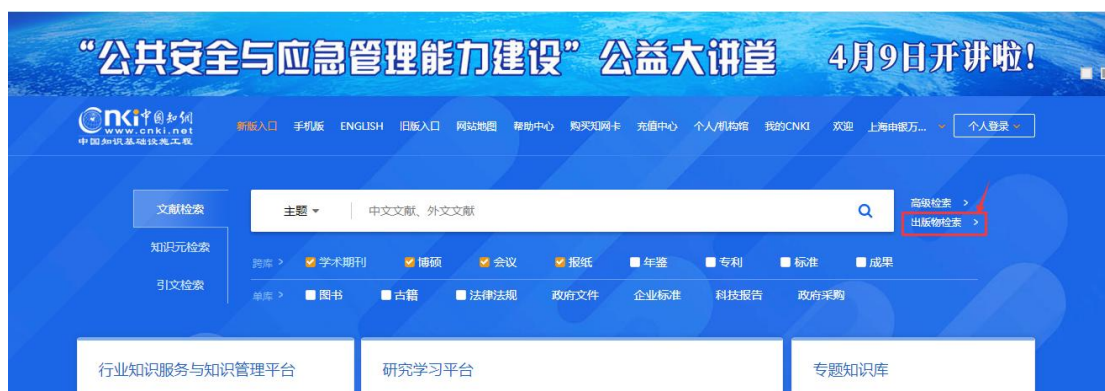 “公共安全与应急管理能力建设”公益大讲堂 4月9日开讲啦!
cnki中国知网
www.cnki.net
中国知识基础设施工程
新版入口 手机版 ENGLISH 旧版入口 网站地图 帮助中心 购买知网卡 充值中心 个人/机构馆 我的CNKI 欢迎 上海申银万... 个人登录
文献检索 主题 中文文献、外文文献 高级检索 >
出版物检索 >
知识元检索
跨库 > 学术期刊 博硕 会议 报纸 年鉴 专利 标准 成果
引文检索
单库 > 图书 古籍 法律法规 政府文件 企业标准 科技报告 政府采购
行业知识服务与知识管理平台 研究学习平台 专题知识库